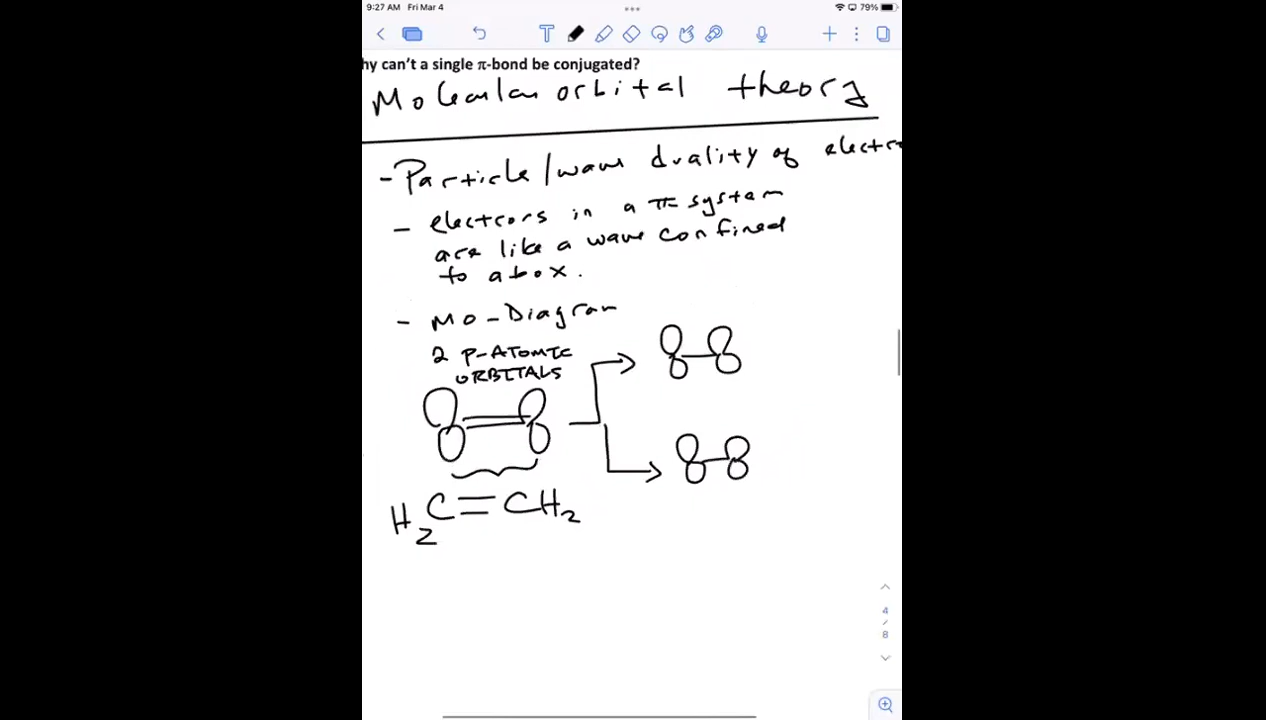 9:27 AM Fri Mar 4
79%
hy can't a single π-bond be conjugated?
Molecular orbital theory
- Particle/wave duality of electro
- electrons in a π system
are like a wave confined
to a box.
- MO-Diagram
2 P-ATOMIC
ORBITALS
H₂C=CH₂
4
/
8